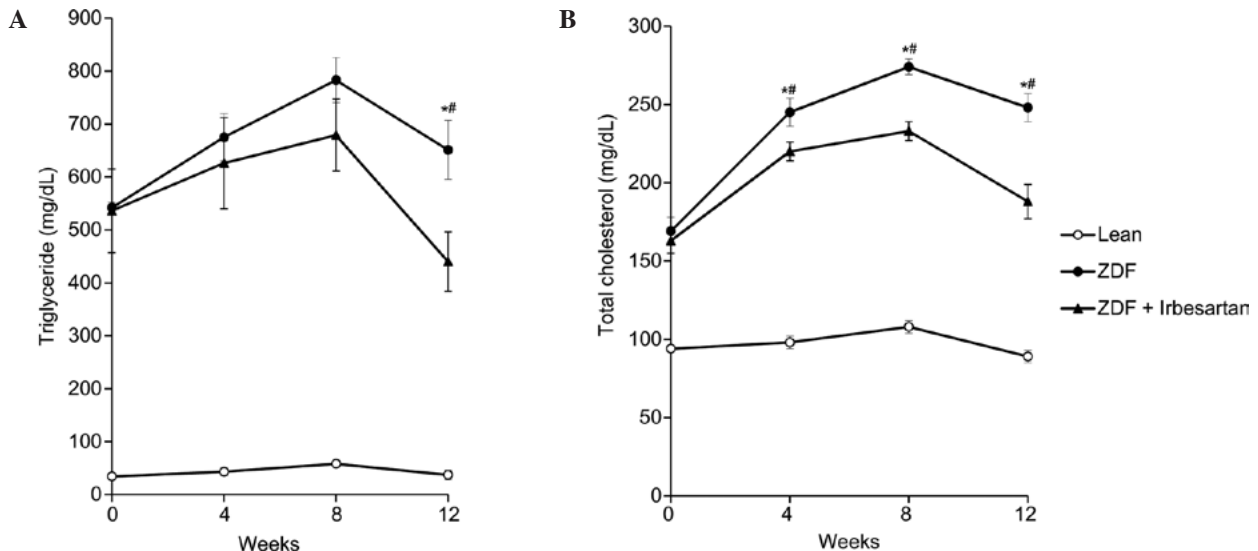 A
Triglyceride (mg/dL)
900
800
700
600
500
400
300
200
100
0
0 4 8 12
Weeks
*#
B
Total cholesterol (mg/dL)
300
250
200
150
100
50
0
0 4 8 12
Weeks
*#
*#
*#
Lean
ZDF
ZDF + Irbesartan